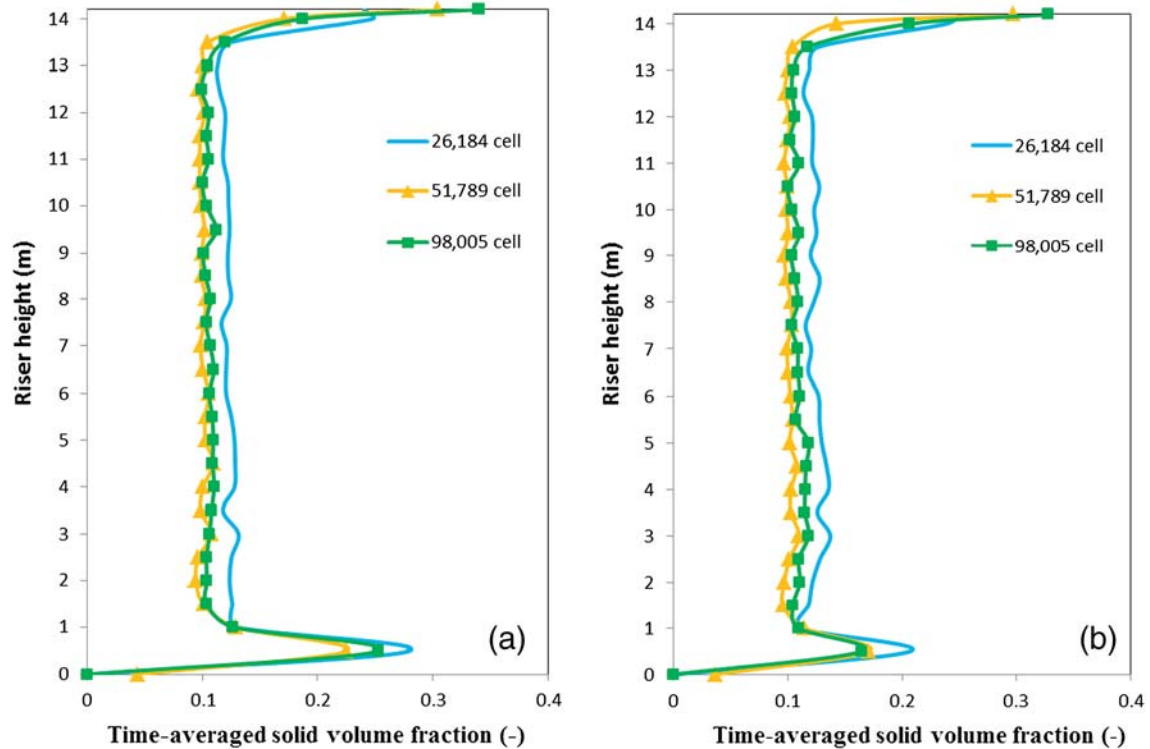 14
13
12
11
10
9
8
7
6
5
4
3
2
1
0
Riser height (m)
26,184 cell
51,789 cell
98,005 cell
(a)
0 0.1 0.2 0.3 0.4
Time-averaged solid volume fraction (-)
14
13
12
11
10
9
8
7
6
5
4
3
2
1
0
Riser height (m)
26,184 cell
51,789 cell
98,005 cell
(b)
0 0.1 0.2 0.3 0.4
Time-averaged solid volume fraction (-)